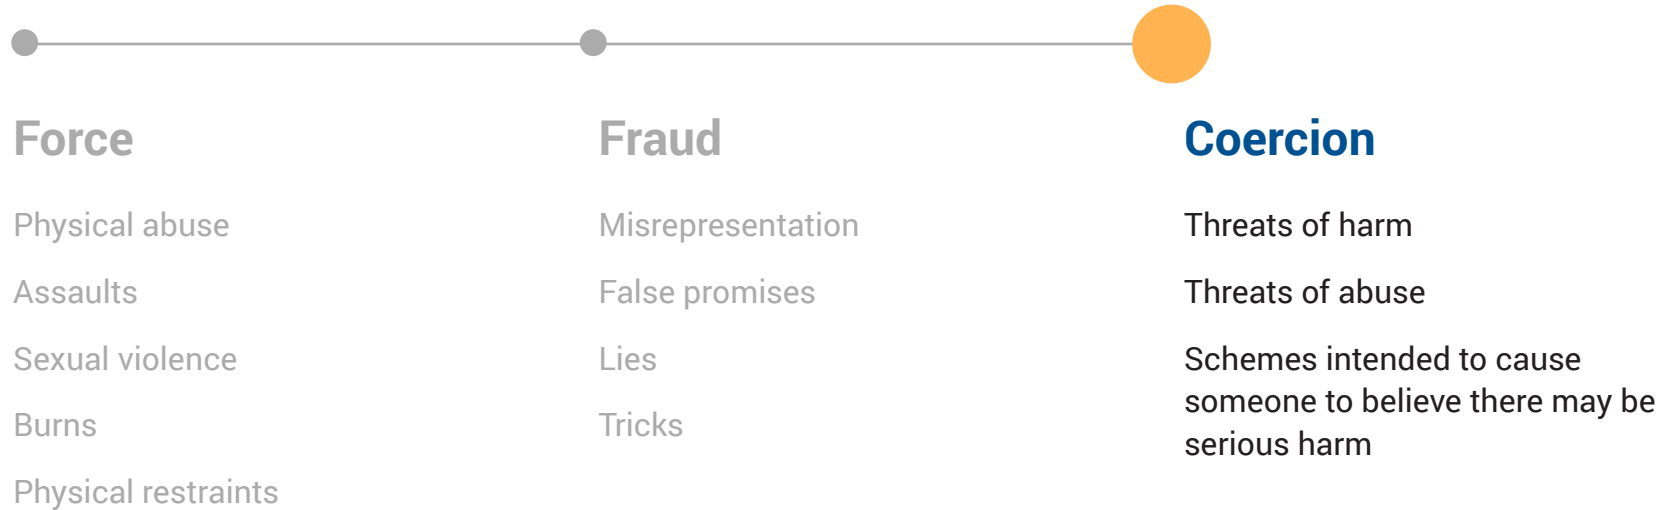 Force
Physical abuse
Assaults
Sexual violence
Burns
Physical restraints
Fraud
Misrepresentation
False promises
Lies
Tricks
Coercion
Threats of harm
Threats of abuse
Schemes intended to cause
someone to believe there may be
serious harm